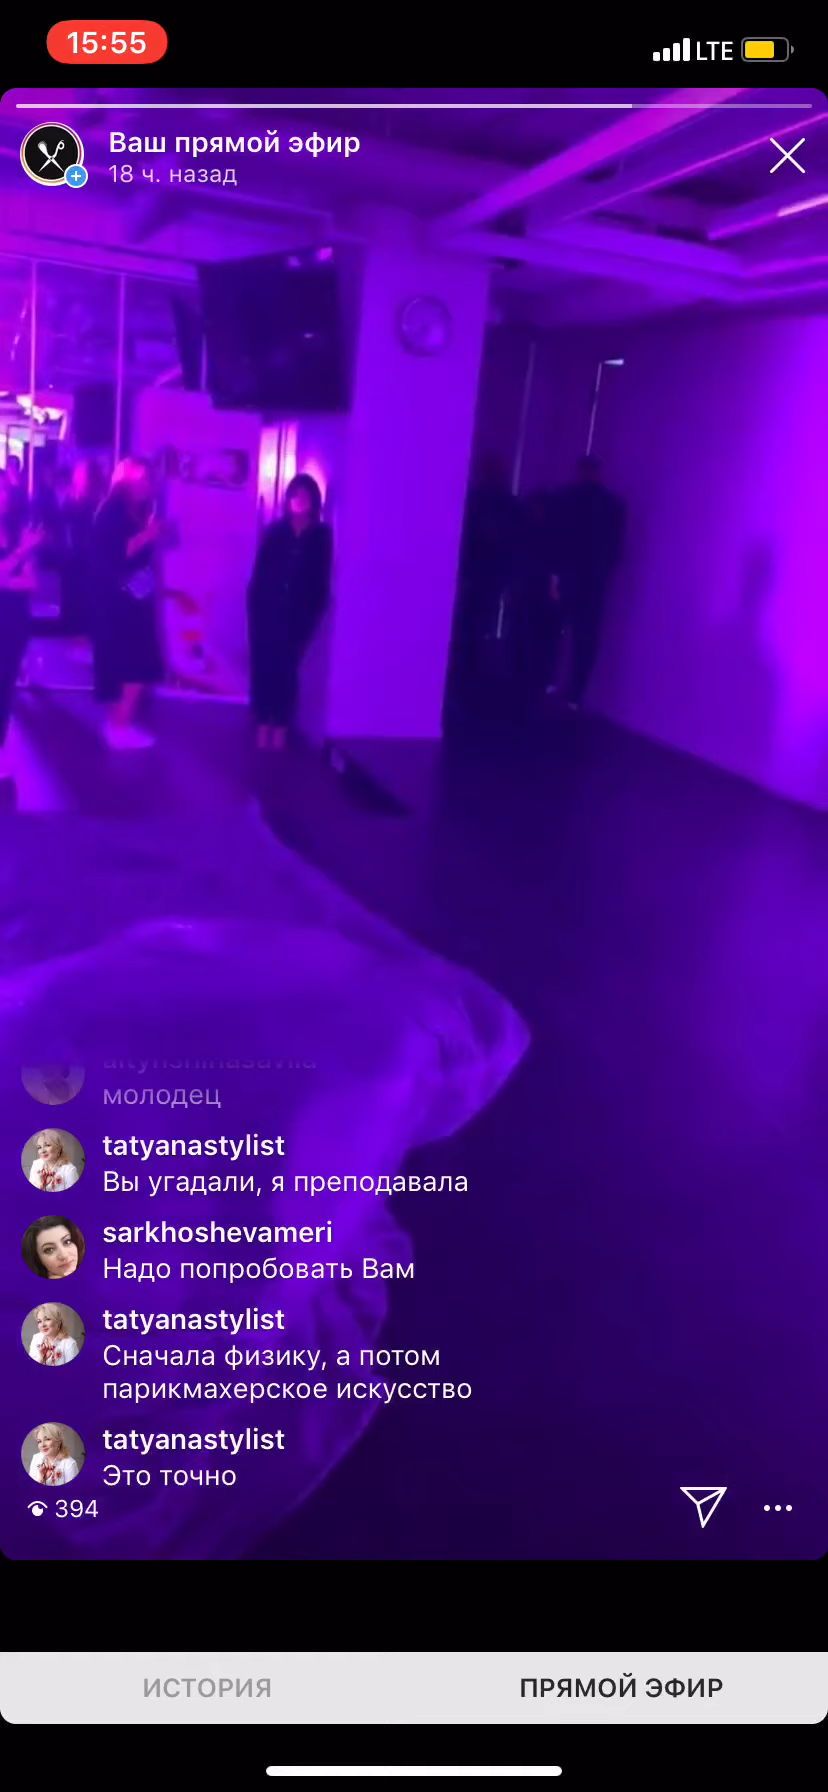 15:55
LTE
Ваш прямой эфир
18 ч. назад
молодец
tatyanastylist
Вы угадали, я преподавала
sarkhoshevameri
Надо попробовать Вам
tatyanastylist
Сначала физику, а потом
парикмахерское искусство
tatyanastylist
Это точно
394
ИСТОРИЯ
ПРЯМОЙ ЭФИР